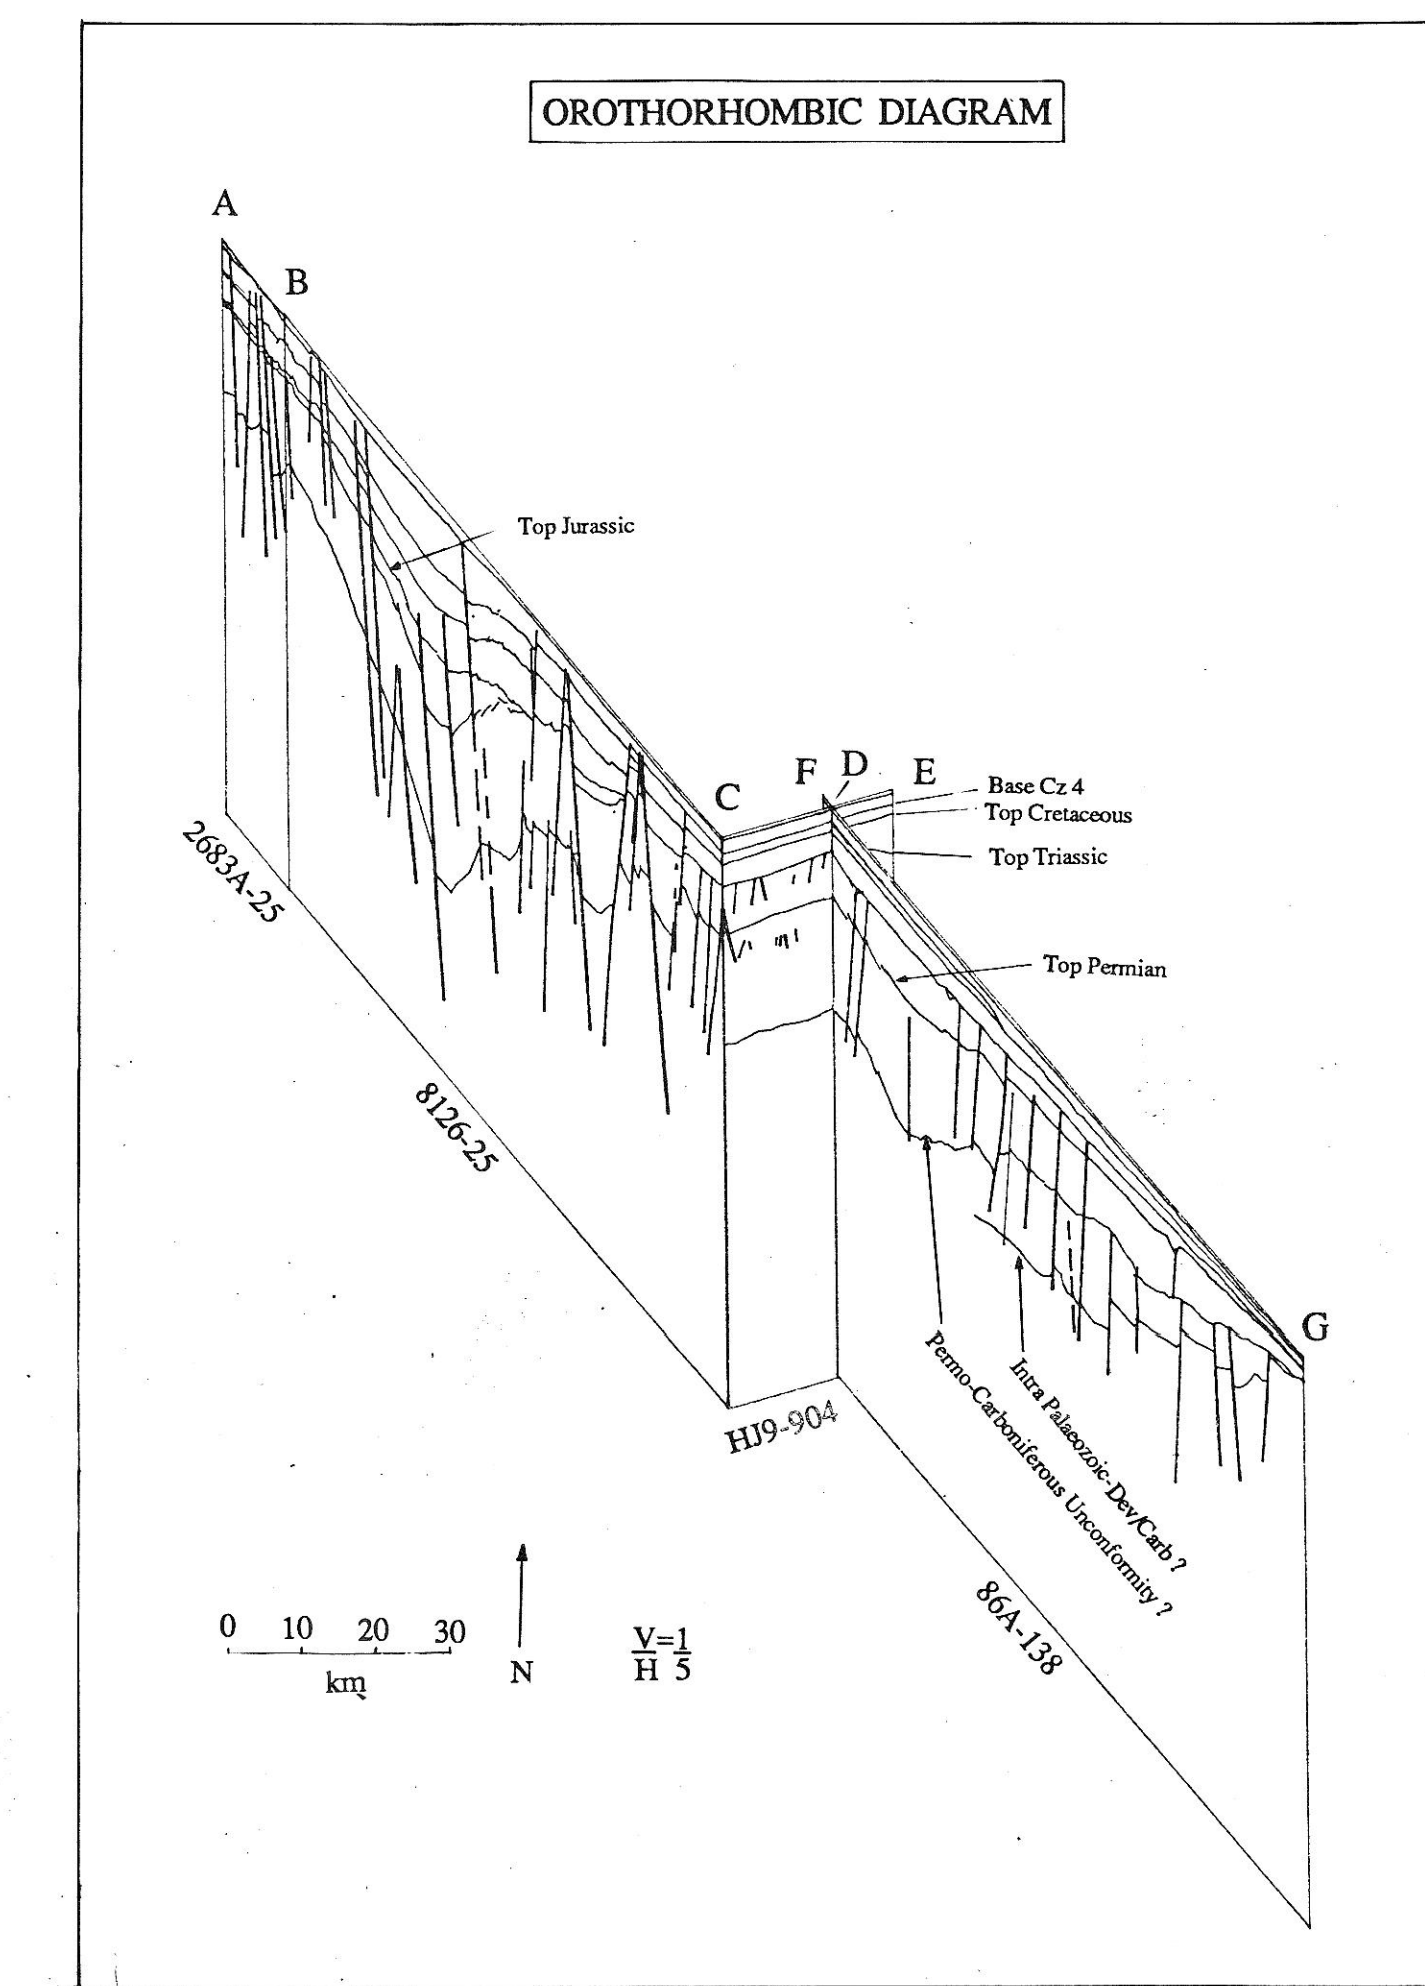 OROTHORHOMBIC DIAGRAM
A
B
Top Jurassic
C
F
D
E
Base Cz 4
Top Cretaceous
Top Triassic
Top Permian
2683A-25
8126-25
HJ9-904
G
Permo-Carboniferous Unconformity ?
Intra Palaeozoic-Dev/Carb ?
86A-138
0 10 20 30
km
N
V=1
H 5